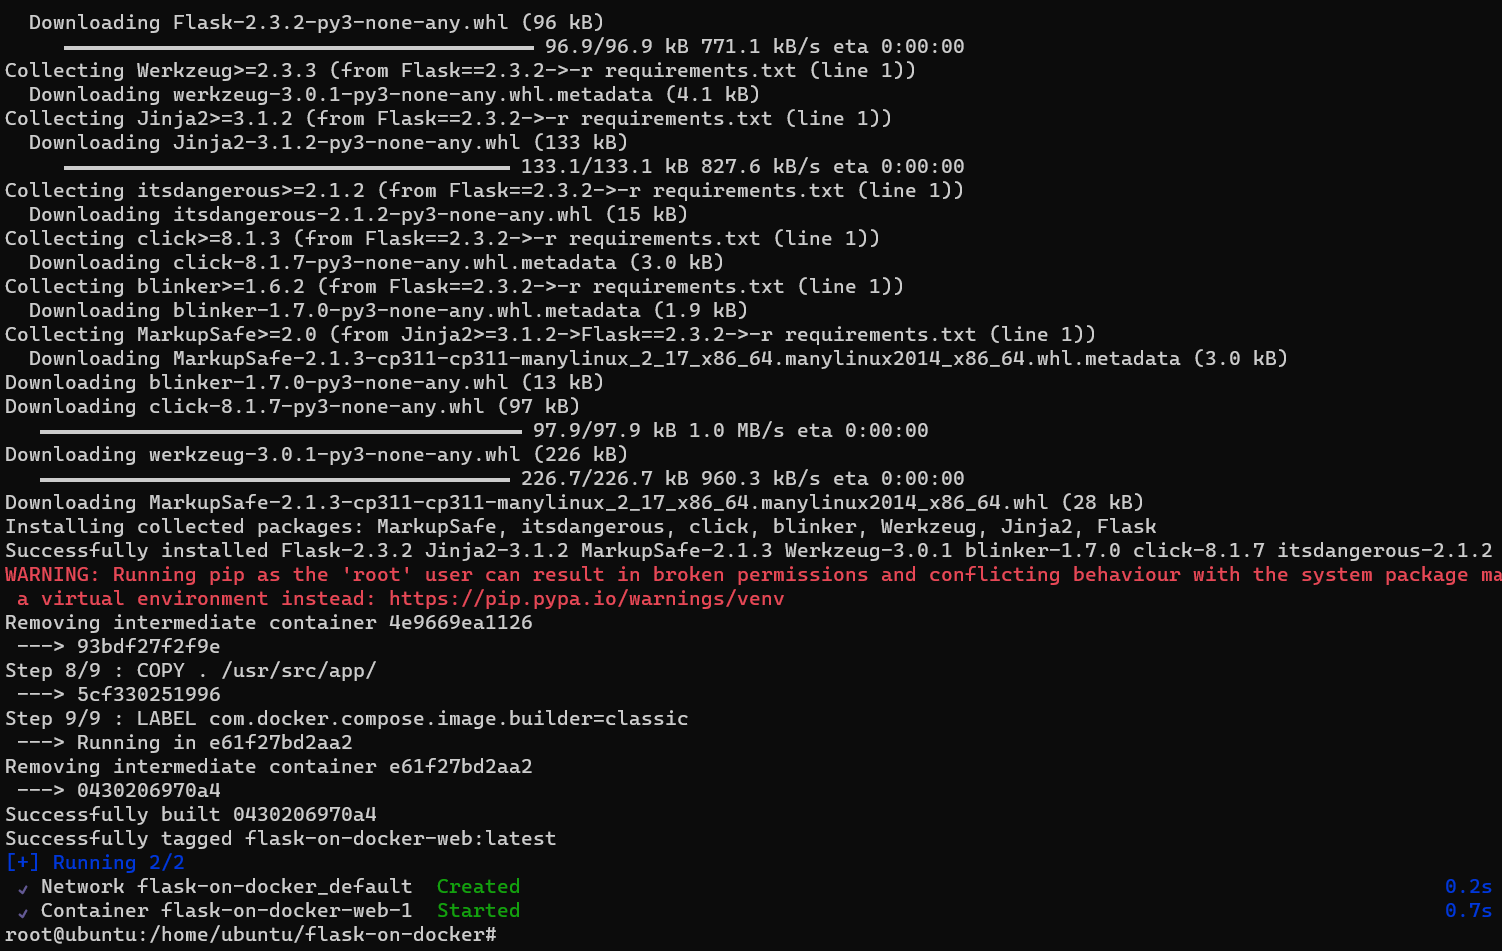 Downloading Flask-2.3.2-py3-none-any.whl (96 kB)
96.9/96.9 kB 771.1 kB/s eta 0:00:00
Collecting Werkzeug>=2.3.3 (from Flask==2.3.2->-r requirements.txt (line 1))
Downloading werkzeug-3.0.1-py3-none-any.whl.metadata (4.1 kB)
Collecting Jinja2>=3.1.2 (from Flask==2.3.2->-r requirements.txt (line 1))
Downloading Jinja2-3.1.2-py3-none-any.whl (133 kB)
133.1/133.1 kB 827.6 kB/s eta 0:00:00
Collecting itsdangerous>=2.1.2 (from Flask==2.3.2->-r requirements.txt (line 1))
Downloading itsdangerous-2.1.2-py3-none-any.whl (15 kB)
Collecting click>=8.1.3 (from Flask==2.3.2->-r requirements.txt (line 1))
Downloading click-8.1.7-py3-none-any.whl.metadata (3.0 kB)
Collecting blinker>=1.6.2 (from Flask==2.3.2->-r requirements.txt (line 1))
Downloading blinker-1.7.0-py3-none-any.whl.metadata (1.9 kB)
Collecting MarkupSafe>=2.0 (from Jinja2>=3.1.2->Flask==2.3.2->-r requirements.txt (line 1))
Downloading MarkupSafe-2.1.3-cp311-cp311-manylinux_2_17_x86_64.manylinux2014_x86_64.whl.metadata (3.0 kB)
Downloading blinker-1.7.0-py3-none-any.whl (13 kB)
Downloading click-8.1.7-py3-none-any.whl (97 kB)
97.9/97.9 kB 1.0 MB/s eta 0:00:00
Downloading werkzeug-3.0.1-py3-none-any.whl (226 kB)
226.7/226.7 kB 960.3 kB/s eta 0:00:00
Downloading MarkupSafe-2.1.3-cp311-cp311-manylinux_2_17_x86_64.manylinux2014_x86_64.whl (28 kB)
Installing collected packages: MarkupSafe, itsdangerous, click, blinker, Werkzeug, Jinja2, Flask
Successfully installed Flask-2.3.2 Jinja2-3.1.2 MarkupSafe-2.1.3 Werkzeug-3.0.1 blinker-1.7.0 click-8.1.7 itsdangerous-2.1.2
WARNING: Running pip as the 'root' user can result in broken permissions and conflicting behaviour with the system package ma
a virtual environment instead: https://pip.pypa.io/warnings/venv
Removing intermediate container 4e9669ea1126
---> 93bdf27f2f9e
Step 8/9 : COPY . /usr/src/app/
---> 5cf330251996
Step 9/9 : LABEL com.docker.compose.image.builder=classic
---> Running in e61f27bd2aa2
Removing intermediate container e61f27bd2aa2
---> 0430206970a4
Successfully built 0430206970a4
Successfully tagged flask-on-docker-web:latest
[+] Running 2/2
✔ Network flask-on-docker_default Created 0.2s
✔ Container flask-on-docker-web-1 Started 0.7s
root@ubuntu:/home/ubuntu/flask-on-docker#